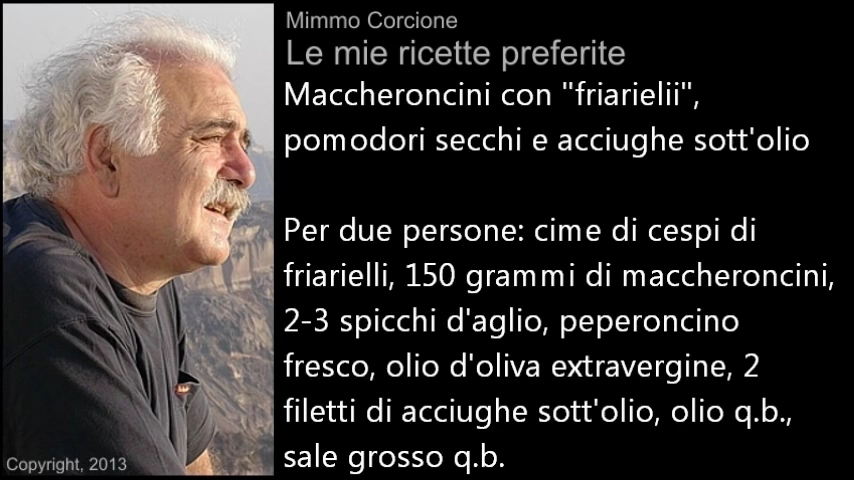 Mimmo Corcione
Le mie ricette preferite
Maccheroncini con "friarielii",
pomodori secchi e acciughe sott'olio
Per due persone: cime di cespi di
friarielli, 150 grammi di maccheroncini,
2-3 spicchi d'aglio, peperoncino
fresco, olio d'oliva extravergine, 2
filetti di acciughe sott'olio, olio q.b.,
sale grosso q.b.
Copyright, 2013